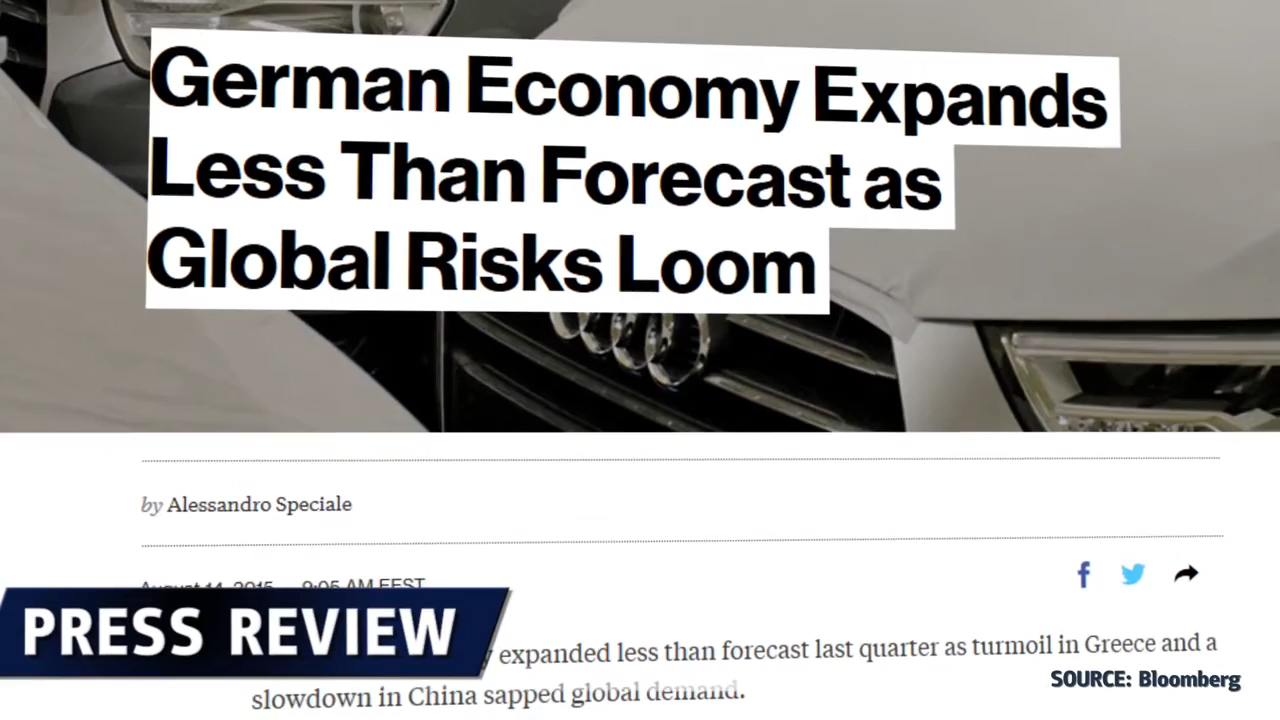 German Economy Expands
Less Than Forecast as
Global Risks Loom
by Alessandro Speciale
August 14, 2015 9:05 AM EEST
PRESS REVIEW
expanded less than forecast last quarter as turmoil in Greece and a
slowdown in China sapped global demand.
SOURCE: Bloomberg